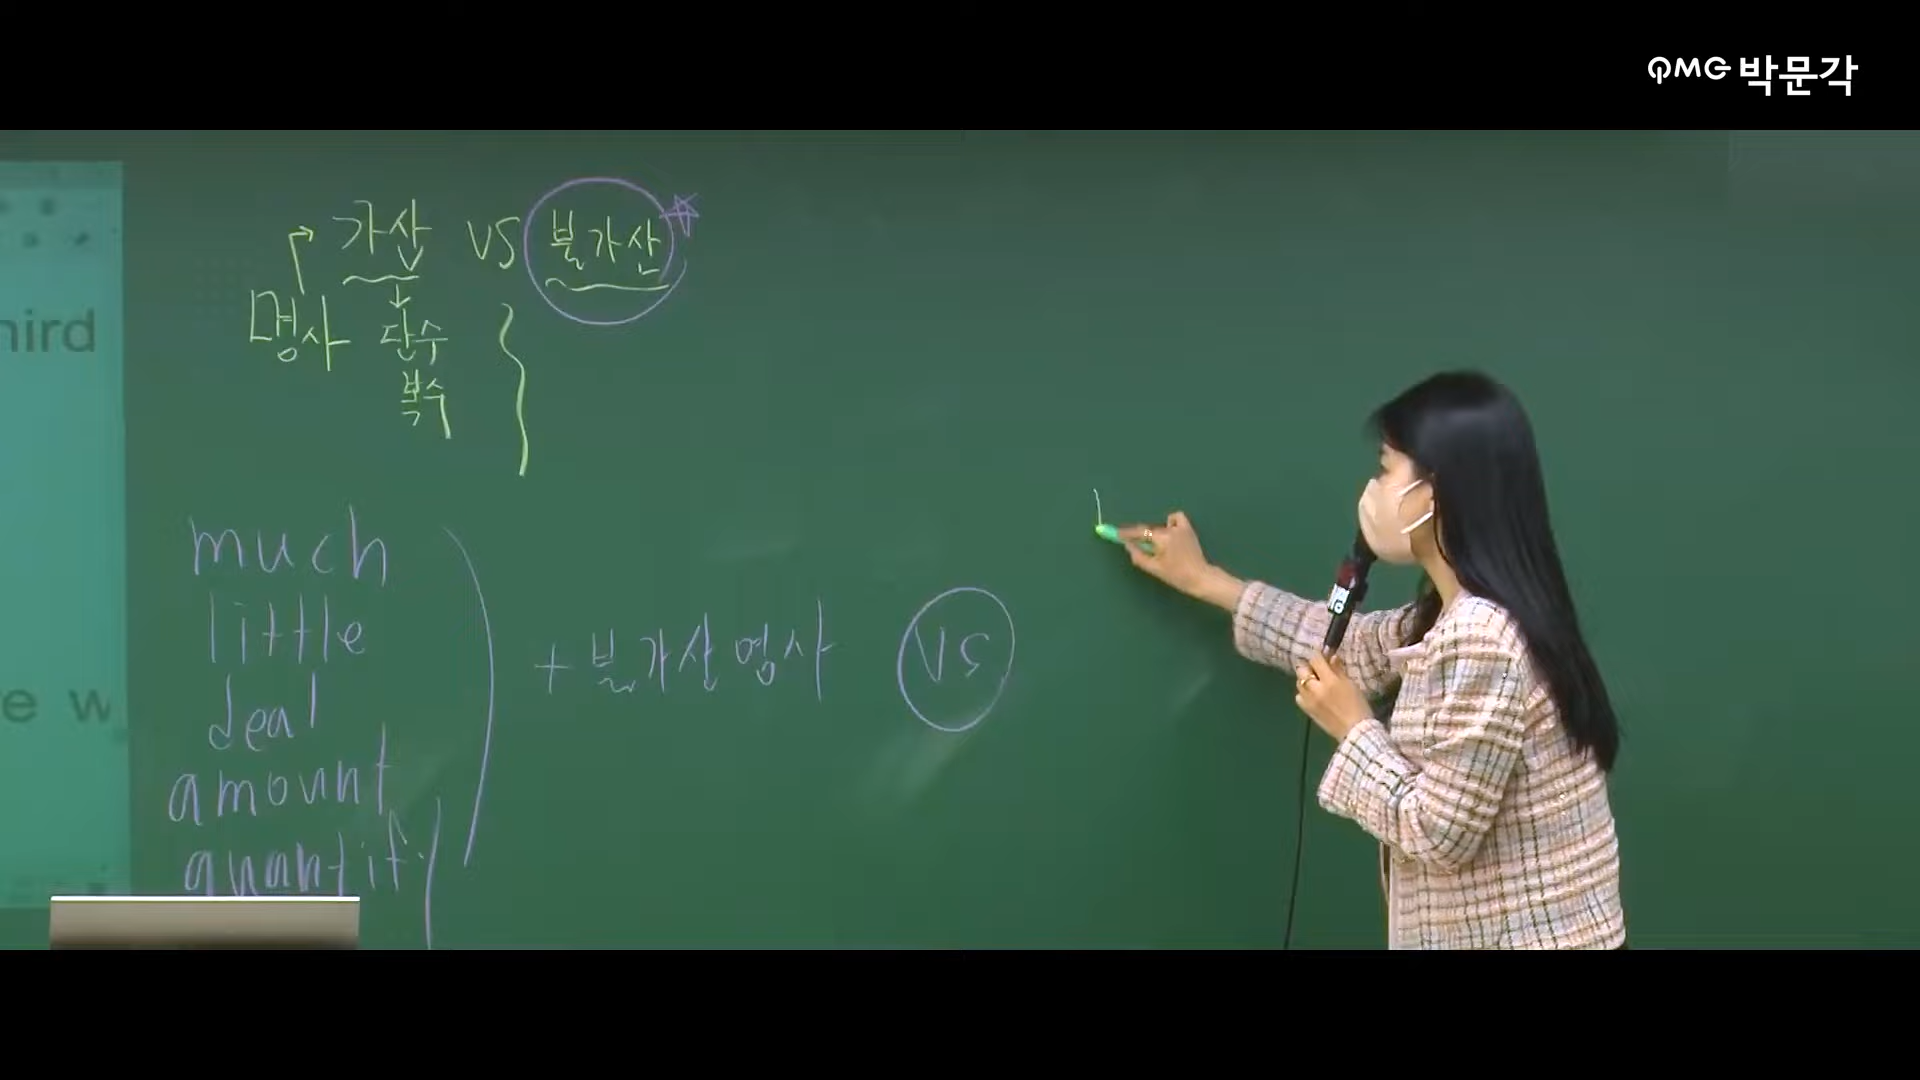 PMG 박문각
가산 VS 불가산
명사 단수
복수
hird
much
little
deal
amount
quantity
+ 불가산 명사 VS
e w